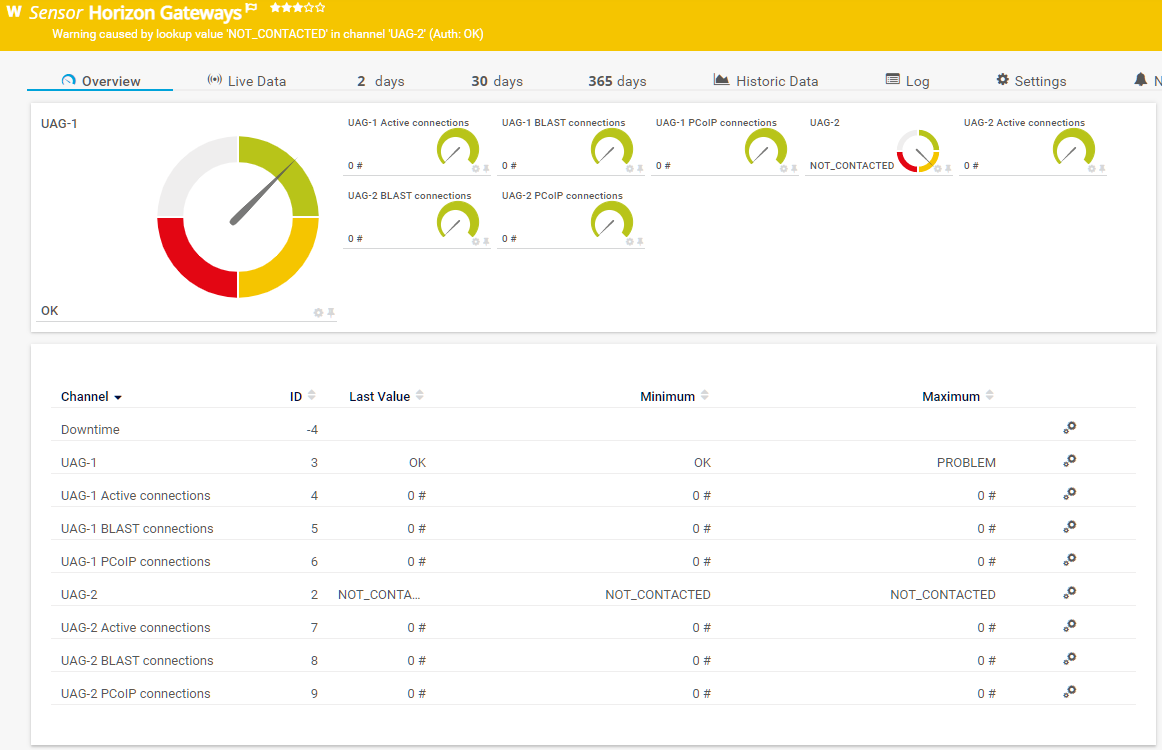 W Sensor Horizon Gateways
Warning caused by lookup value 'NOT_CONTACTED' in channel 'UAG-2' (Auth: OK)
Overview Live Data 2 days 30 days 365 days Historic Data Log Settings N
UAG-1
OK
UAG-1 Active connections
0 #
UAG-1 BLAST connections
0 #
UAG-1 PCoIP connections
0 #
UAG-2
NOT_CONTACTED
UAG-2 Active connections
0 #
UAG-2 BLAST connections
0 #
UAG-2 PCoIP connections
0 #
Channel ID Last Value Minimum Maximum
Downtime -4
UAG-1 3 OK OK PROBLEM
UAG-1 Active connections 4 0 # 0 # 0 #
UAG-1 BLAST connections 5 0 # 0 # 0 #
UAG-1 PCoIP connections 6 0 # 0 # 0 #
UAG-2 2 NOT_CONTA... NOT_CONTACTED NOT_CONTACTED
UAG-2 Active connections 7 0 # 0 # 0 #
UAG-2 BLAST connections 8 0 # 0 # 0 #
UAG-2 PCoIP connections 9 0 # 0 # 0 #